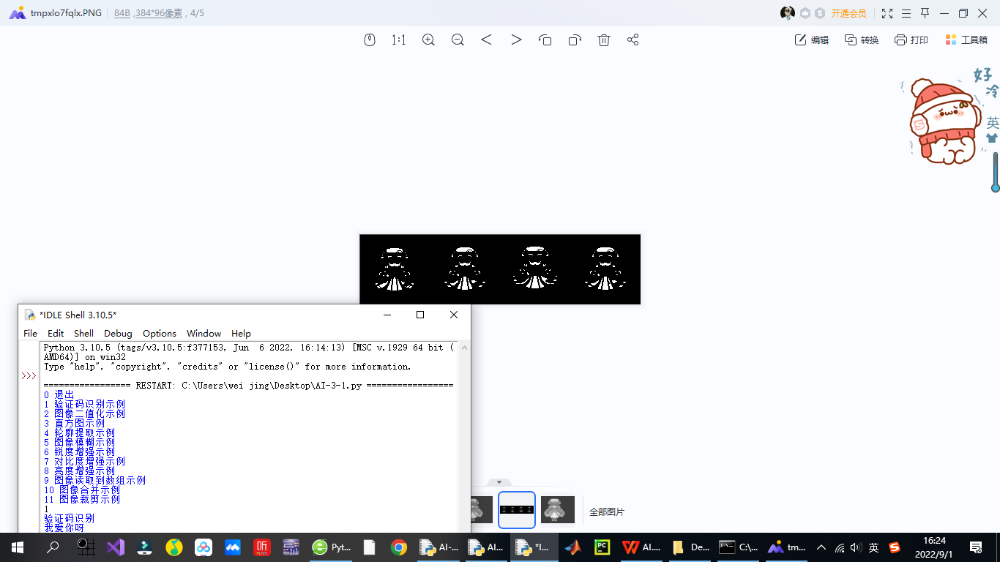 tmpxlo7fqlx.PNG 84B ,384*96像素 , 4/5 开通会员
1:1 编辑 转换 打印 工具箱
好冷
英
*IDLE Shell 3.10.5*
File Edit Shell Debug Options Window Help
Python 3.10.5 (tags/v3.10.5:f377153, Jun  6 2022, 16:14:13) [MSC v.1929 64 bit (
AMD64)] on win32
Type "help", "copyright", "credits" or "license()" for more information.
>>>
================= RESTART: C:\Users\wei jing\Desktop\AI-3-1.py =================
0 退出
1 验证码识别示例
2 图像二值化示例
3 直方图示例
4 轮廓提取示例
5 图像模糊示例
6 锐度增强示例
7 对比度增强示例
8 亮度增强示例
9 图像读取到数组示例
10 图像合并示例
11 图像裁剪示例
1
验证码识别
我爱你呀
全部图片
听 LIVE Pyt... AI-... AI... *I... PC AI.... De... C:\... tm... 英 16:24
2022/9/1